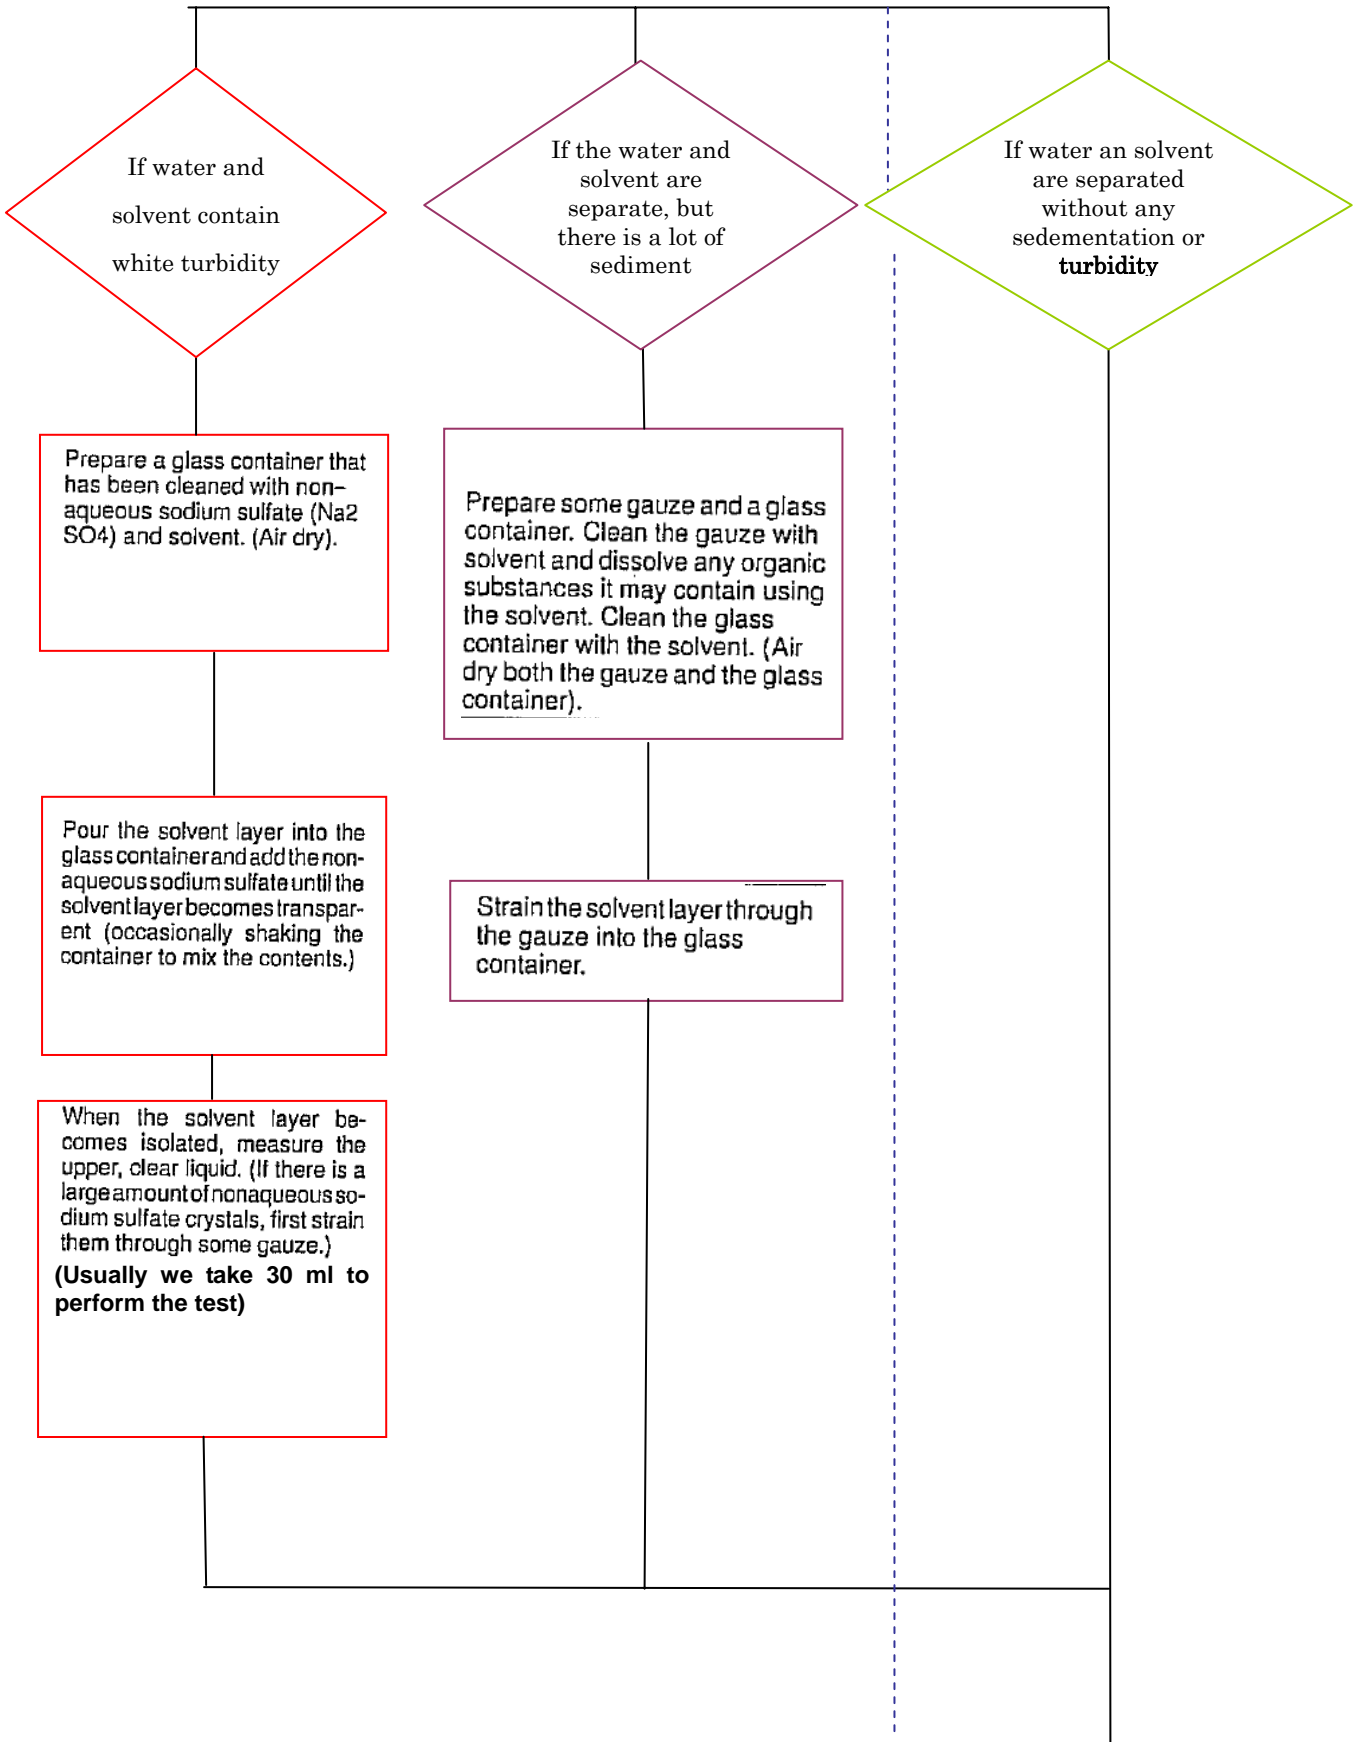 If water and
solvent contain
white turbidity
If the water and
solvent are
separate, but
there is a lot of
sediment
If water an solvent
are separated
without any
sedementation or
turbidity
Prepare a glass container that
has been cleaned with non-
aqueous sodium sulfate (Na2
SO4) and solvent. (Air dry).
Prepare some gauze and a glass
container. Clean the gauze with
solvent and dissolve any organic
substances it may contain using
the solvent. Clean the glass
container with the solvent. (Air
dry both the gauze and the glass
container).
Pour the solvent layer into the
glass container and add the non-
aqueous sodium sulfate until the
solvent layer becomes transpar-
ent (occasionally shaking the
container to mix the contents.)
Strain the solvent layer through
the gauze into the glass
container.
When the solvent layer be-
comes isolated, measure the
upper, clear liquid. (If there is a
large amount of nonaqueous so-
dium sulfate crystals, first strain
them through some gauze.)
(Usually we take 30 ml to
perform the test)